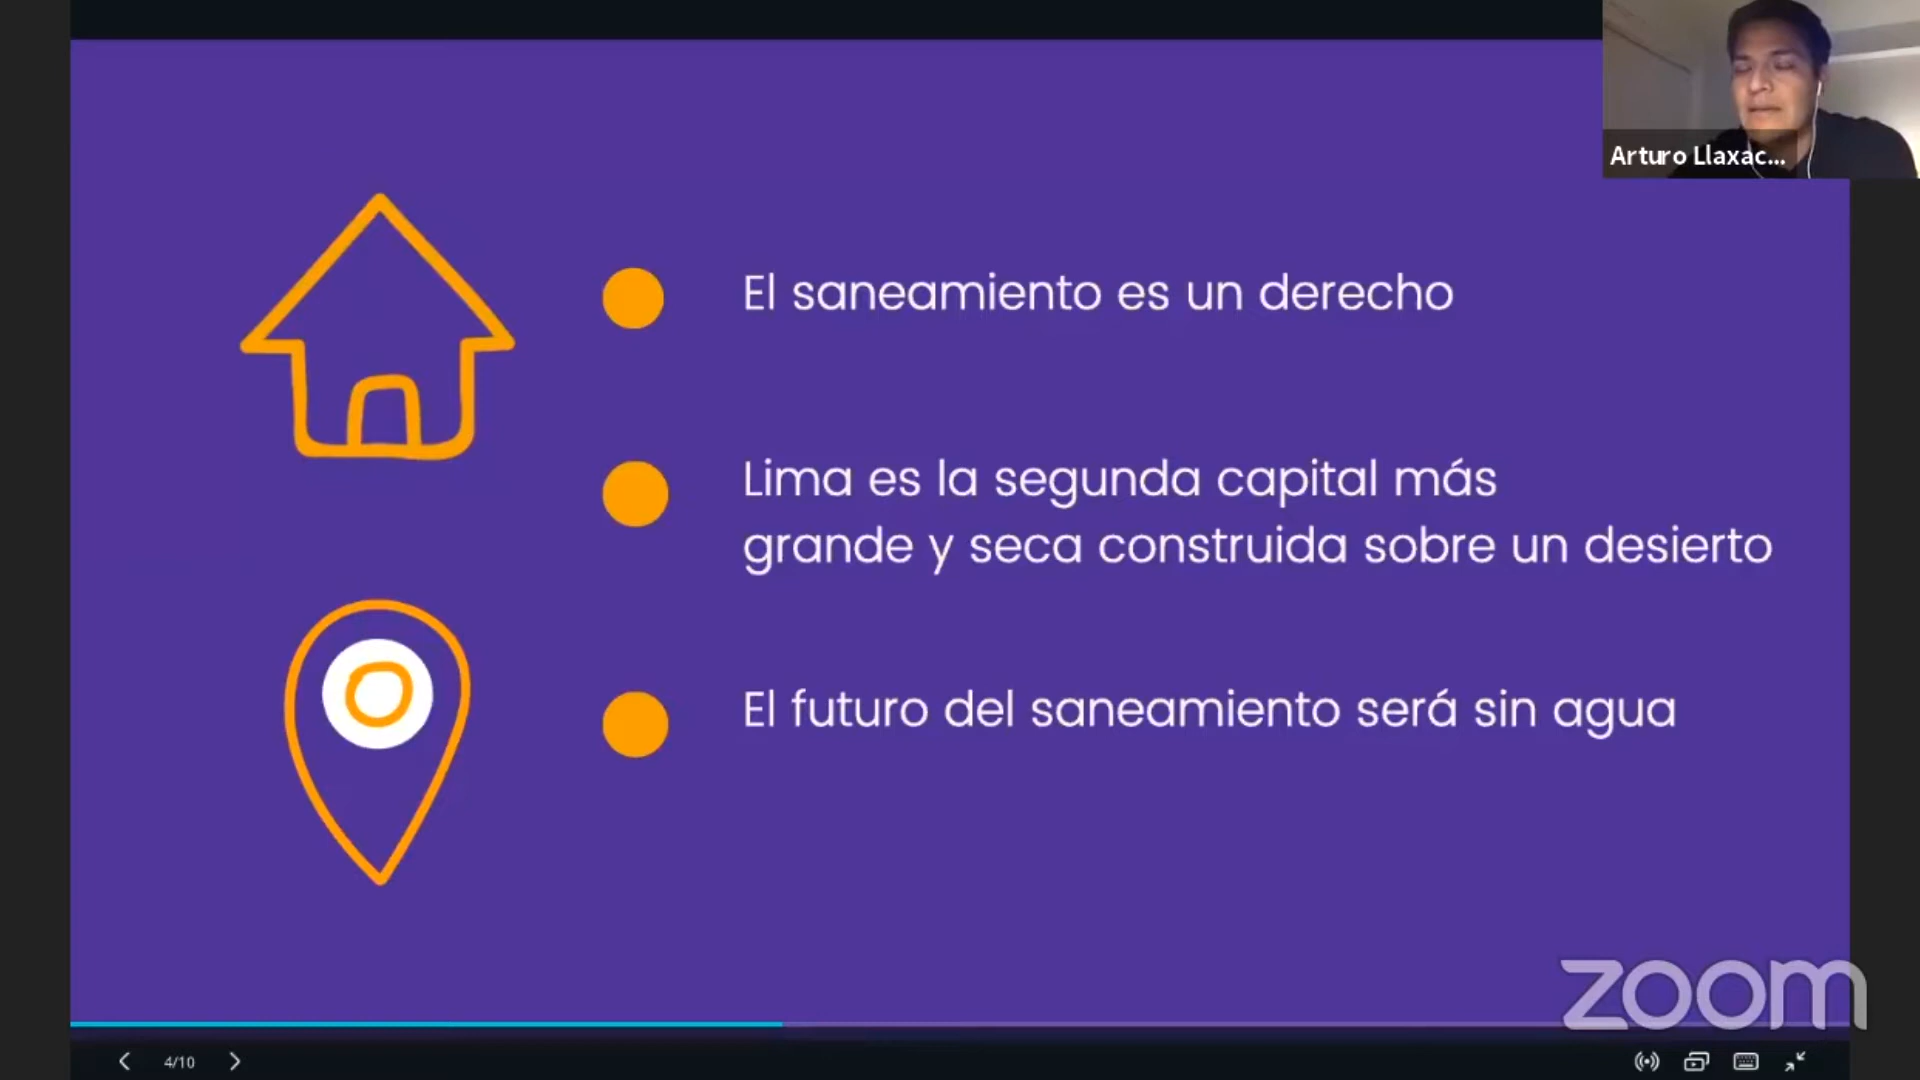 Arturo Llaxac...
El saneamiento es un derecho
Lima es la segunda capital más
grande y seca construida sobre un desierto
El futuro del saneamiento será sin agua
zoom
4/10